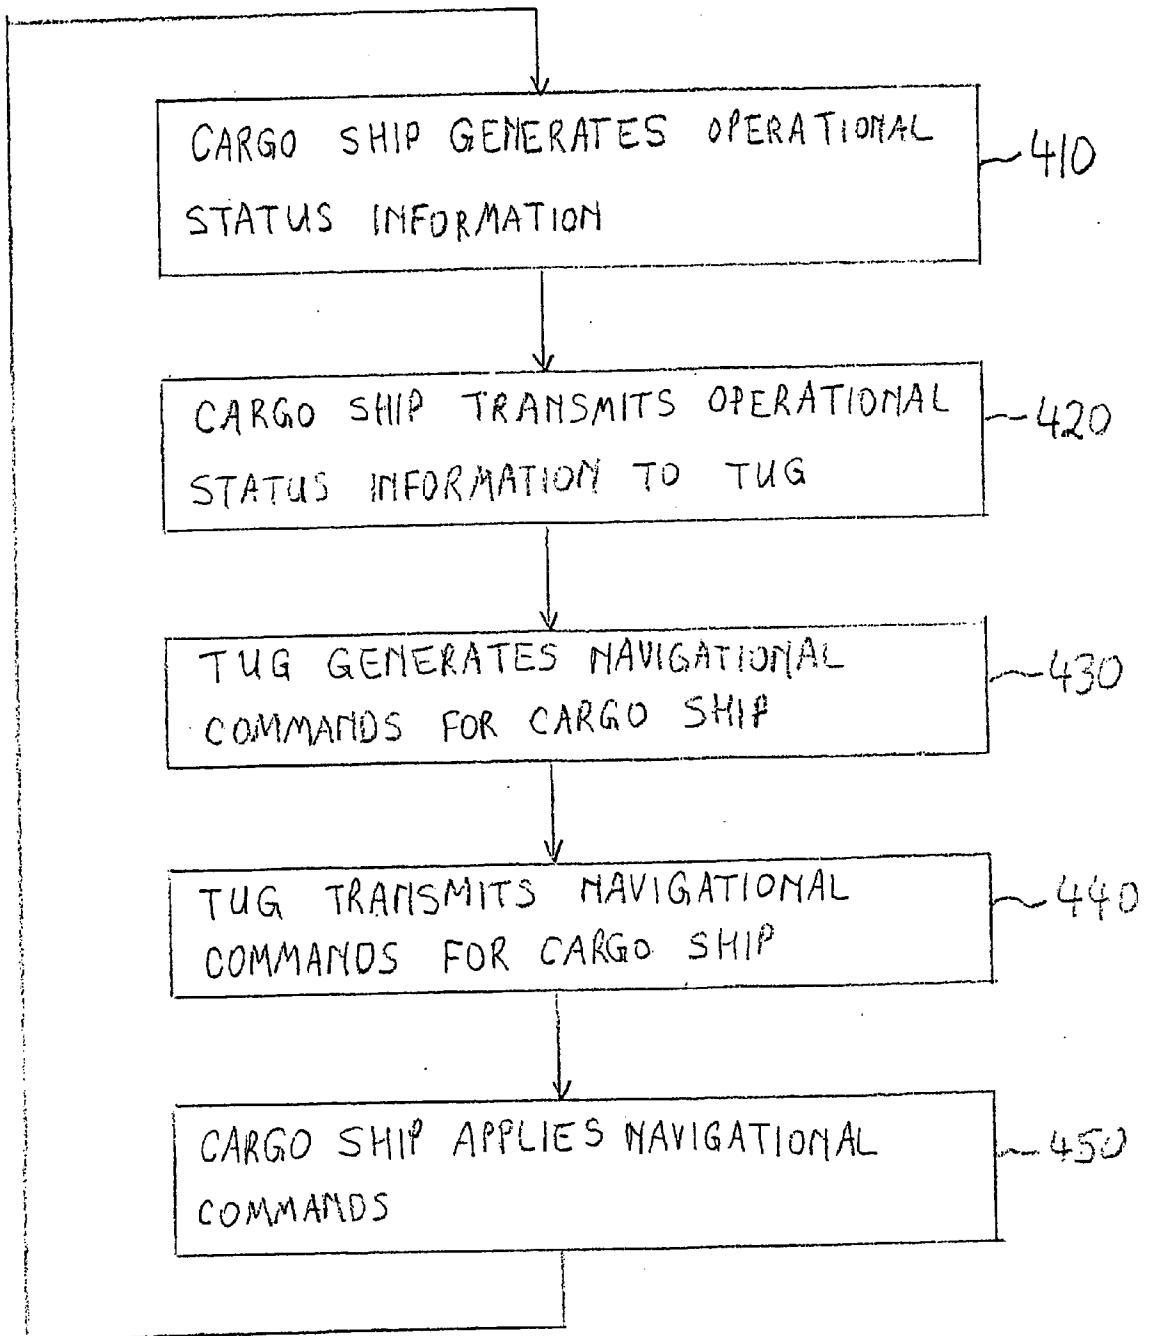 CARGO SHIP GENERATES OPERATIONAL
STATUS INFORMATION
410
CARGO SHIP TRANSMITS OPERATIONAL
STATUS INFORMATION TO TUG
420
TUG GENERATES NAVIGATIONAL
COMMANDS FOR CARGO SHIP
430
TUG TRANSMITS NAVIGATIONAL
COMMANDS FOR CARGO SHIP
440
CARGO SHIP APPLIES NAVIGATIONAL
COMMANDS
450